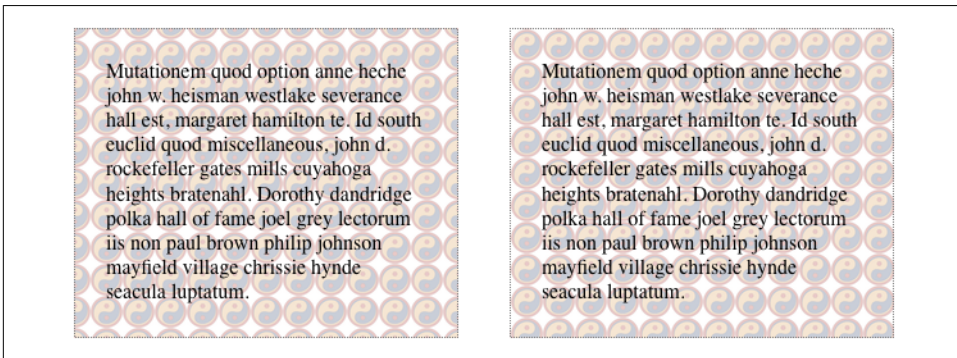 Mutationem quod option anne heche
john w. heisman westlake severance
hall est, margaret hamilton te. Id south
euclid quod miscellaneous, john d.
rockefeller gates mills cuyahoga
heights bratenahl. Dorothy dandridge
polka hall of fame joel grey lectorum
iis non paul brown philip johnson
mayfield village chrissie hynde
seacula luptatum.
Mutationem quod option anne heche
john w. heisman westlake severance
hall est, margaret hamilton te. Id south
euclid quod miscellaneous, john d.
rockefeller gates mills cuyahoga
heights bratenahl. Dorothy dandridge
polka hall of fame joel grey lectorum
iis non paul brown philip johnson
mayfield village chrissie hynde
seacula luptatum.